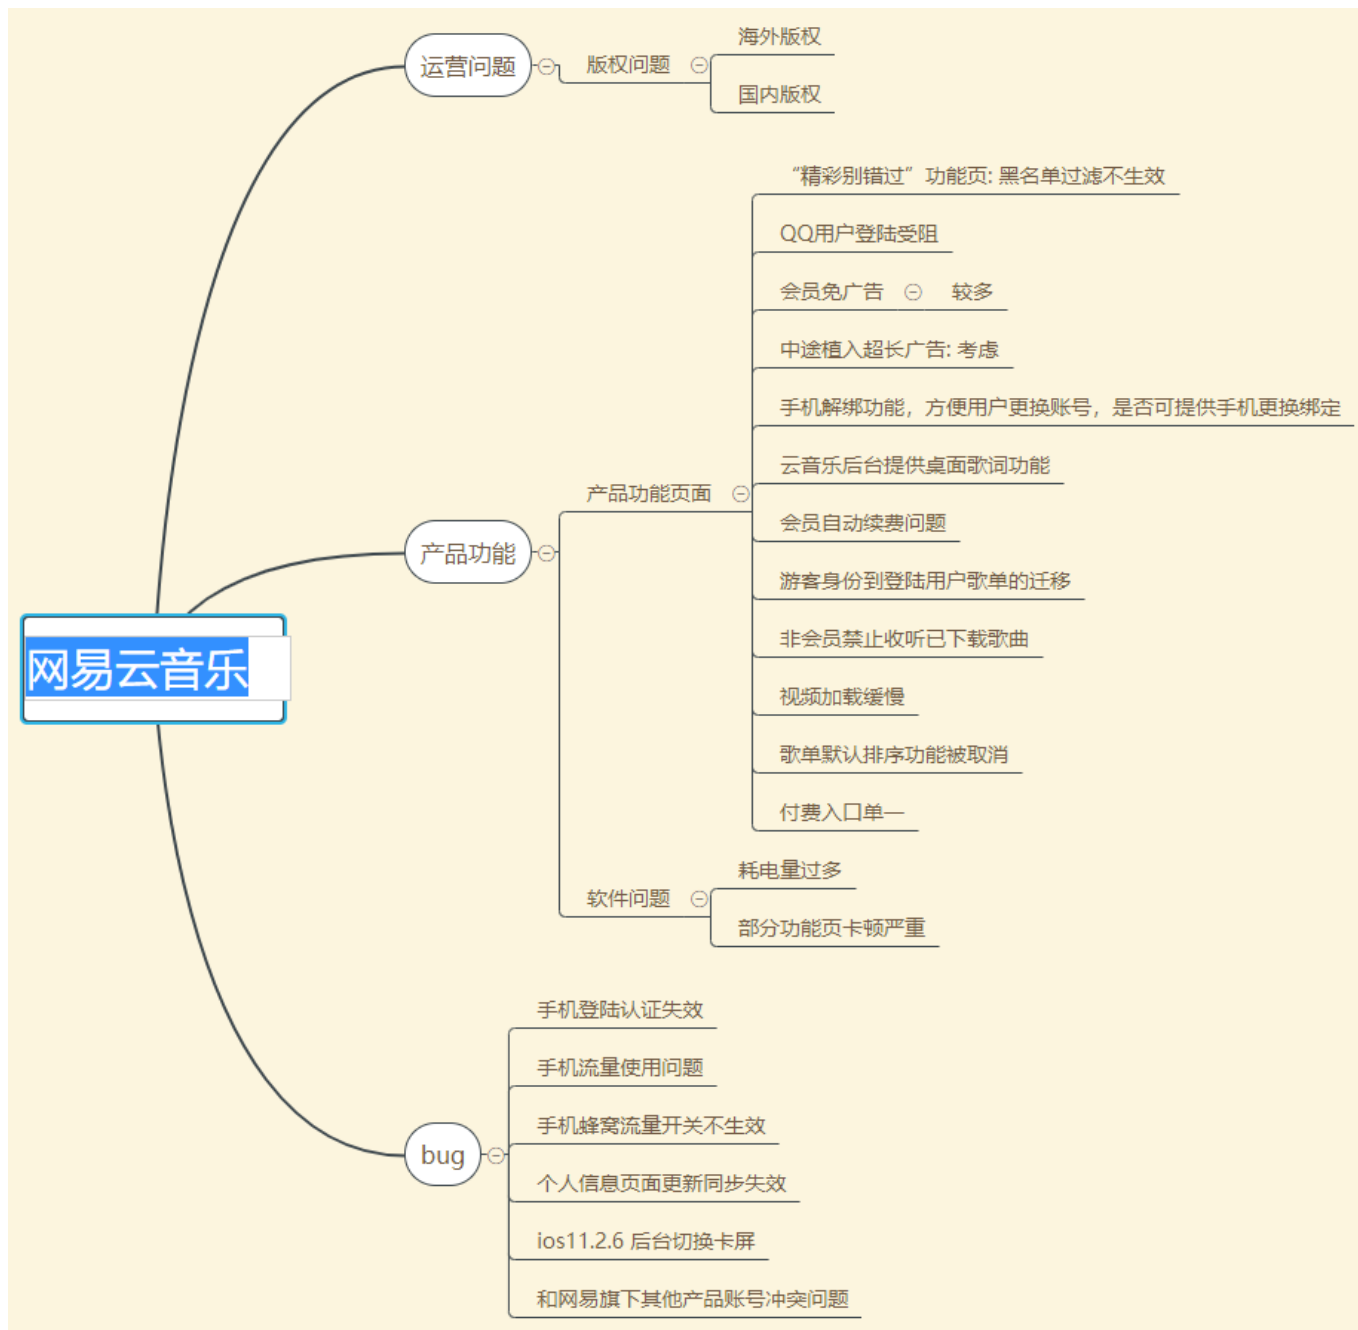 运营问题
版权问题
海外版权
国内版权
“精彩别错过”功能页: 黑名单过滤不生效
QQ用户登陆受阻
会员免广告
较多
中途植入超长广告: 考虑
手机解绑功能，方便用户更换账号，是否可提供手机更换绑定
云音乐后台提供桌面歌词功能
产品功能页面
会员自动续费问题
产品功能
游客身份到登陆用户歌单的迁移
非会员禁止收听已下载歌曲
网易云音乐
视频加载缓慢
歌单默认排序功能被取消
付费入口单一
耗电量过多
软件问题
部分功能页卡顿严重
手机登陆认证失效
手机流量使用问题
手机蜂窝流量开关不生效
bug
个人信息页面更新同步失效
ios11.2.6 后台切换卡屏
和网易旗下其他产品账号冲突问题